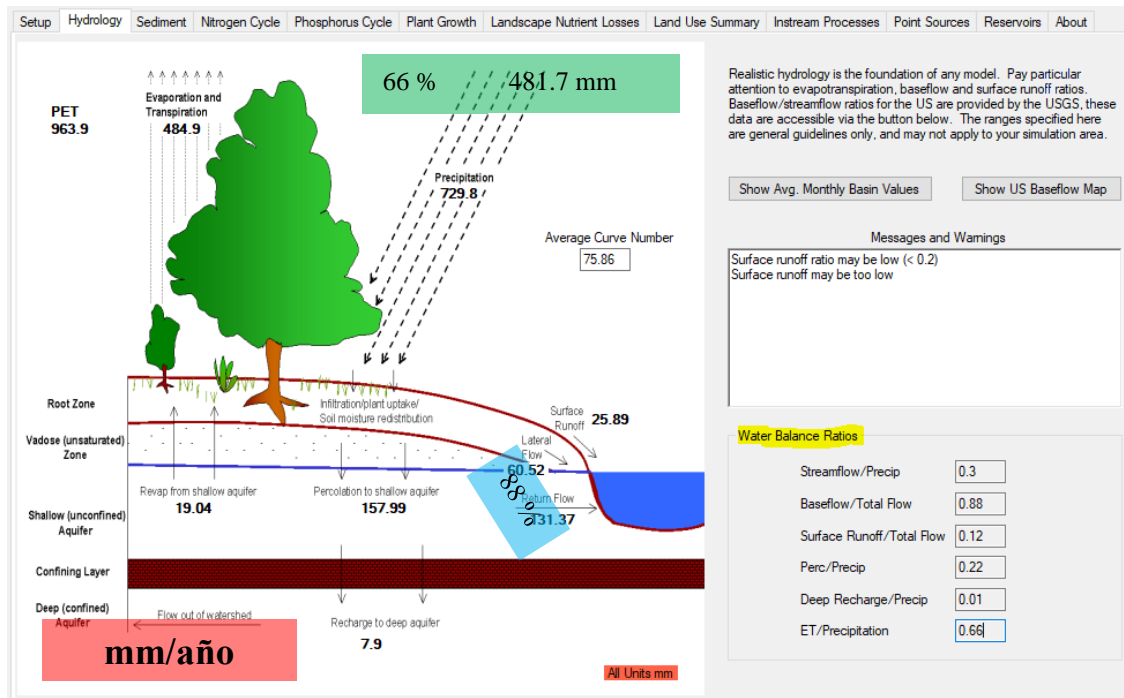 Setup Hydrology Sediment Nitrogen Cycle Phosphorus Cycle Plant Growth Landscape Nutrient Losses Land Use Summary Instream Processes Point Sources Reservoirs About
66 % 481.7 mm
PET
963.9
Evaporation and
Transpiration
484.9
Precipitation
729.8
Average Curve Number
75.86
Root Zone
Vadose (unsaturated)
Zone
Shallow (unconfined)
Aquifer
Confining Layer
Deep (confined)
Aquifer
Infiltration/plant uptake/
Soil moisture redistribution
Surface
Runoff
25.89
Lateral
Flow
60.52
88%
Return Flow
131.37
Revap from shallow aquifer
19.04
Percolation to shallow aquifer
157.99
Flow out of watershed
Recharge to deep aquifer
7.9
mm/año
All Units mm
Realistic hydrology is the foundation of any model. Pay particular
attention to evapotranspiration, baseflow and surface runoff ratios.
Baseflow/streamflow ratios for the US are provided by the USGS, these
data are accessible via the button below. The ranges specified here
are general guidelines only, and may not apply to your simulation area.
Show Avg. Monthly Basin Values
Show US Baseflow Map
Messages and Warnings
Surface runoff ratio may be low (< 0.2)
Surface runoff may be too low
Water Balance Ratios
Streamflow/Precip 0.3
Baseflow/Total Flow 0.88
Surface Runoff/Total Flow 0.12
Perc/Precip 0.22
Deep Recharge/Precip 0.01
ET/Precipitation 0.66